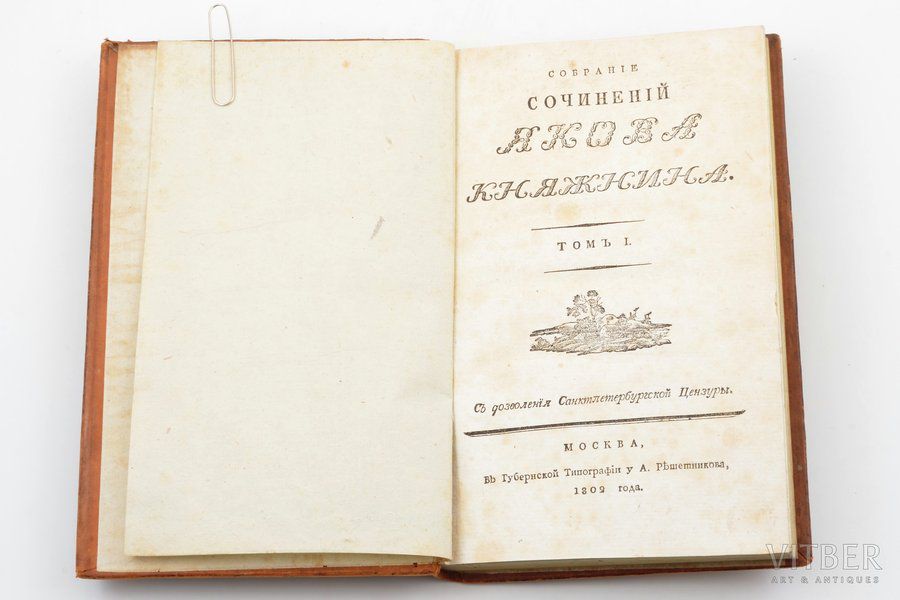 СОБРАНІЕ
СОЧИНЕНІЙ
ЯКОВА
КНЯЖНИНА.
ТОМЪ I.
Съ дозволенія Санктпетербургской Цензуры.
МОСКВА,
Въ Губернской Типографіи у А. Рѣшетникова,
1802 года.
VITBER
ART & ANTIQUES